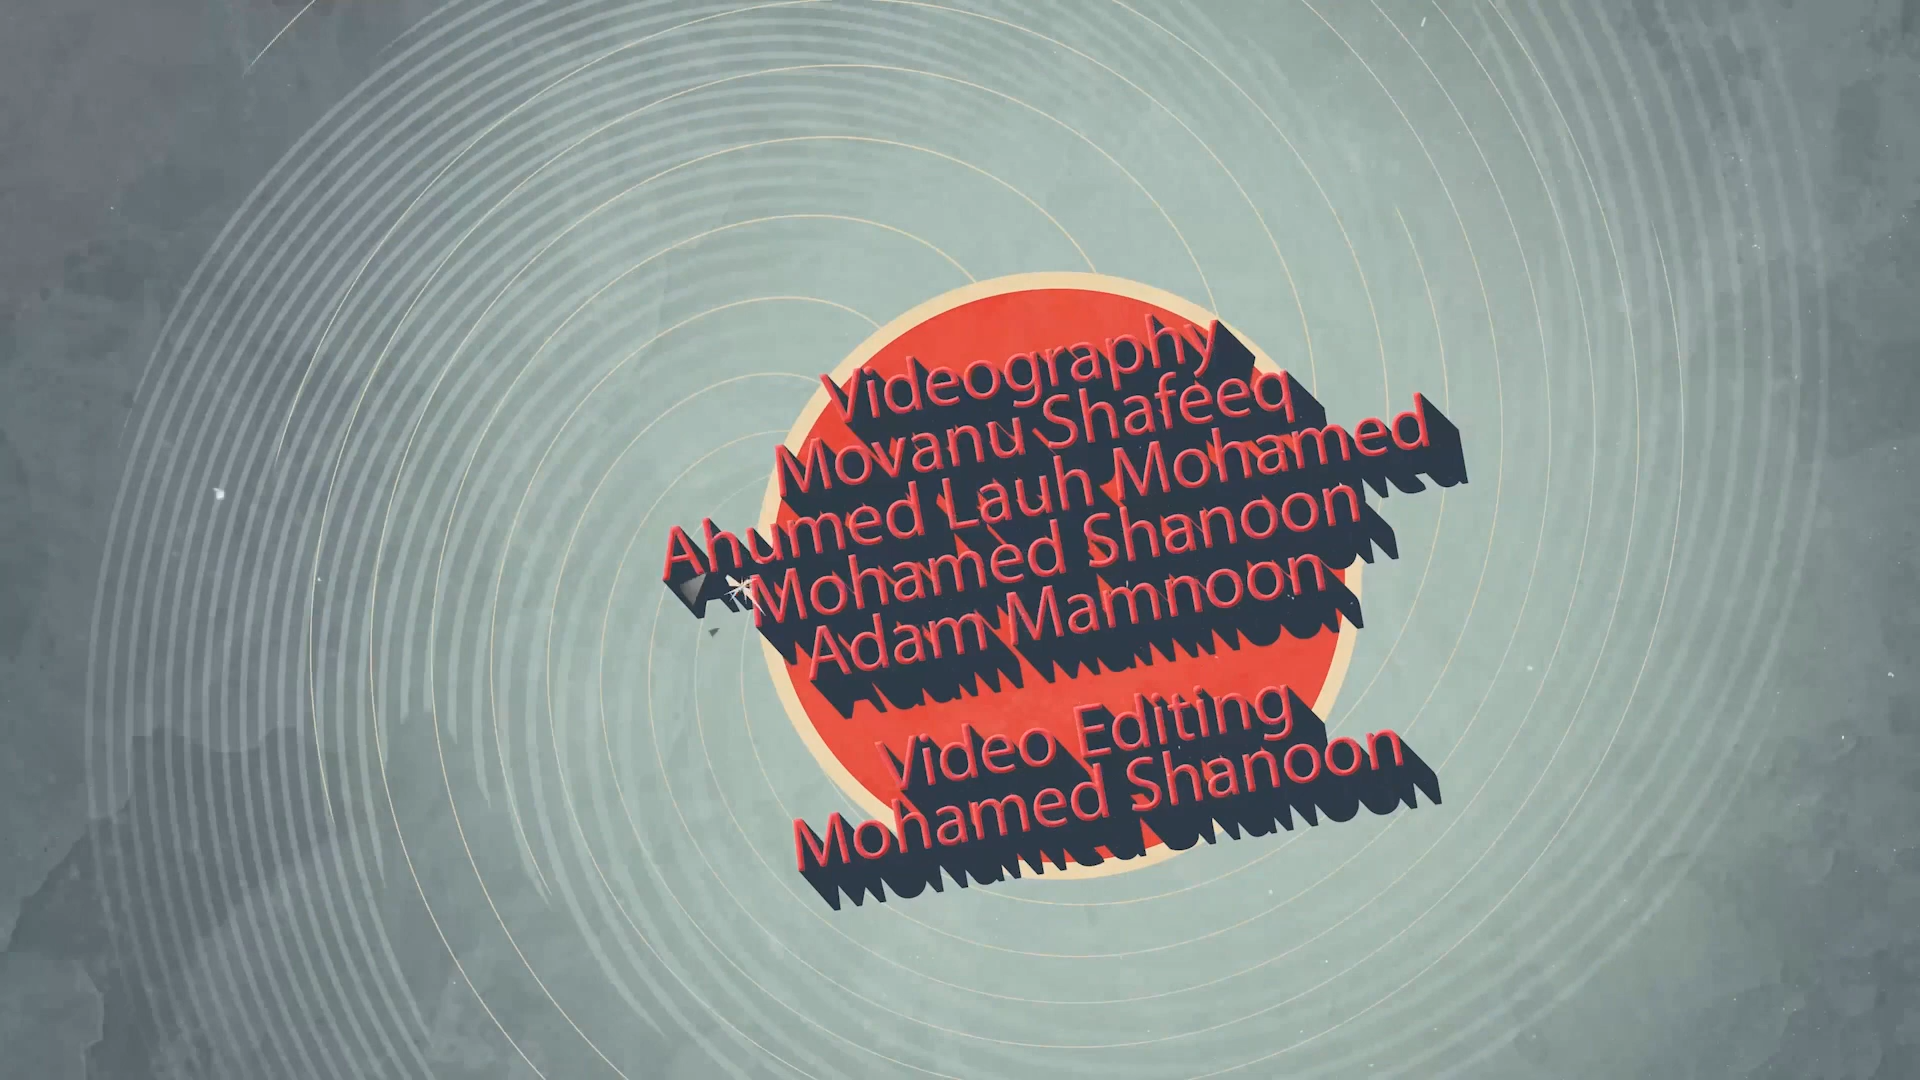 Videography
Movanu Shafeeq
Ahumed Lauh Mohamed
Mohamed Shanoon
Adam Mamnoon
Video Editing
Mohamed Shanoon